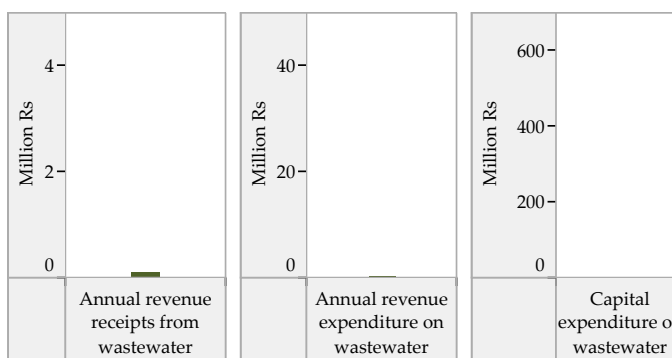 4
2
0
Million Rs
Annual revenue
receipts from
wastewater
40
20
0
Million Rs
Annual revenue
expenditure on
wastewater
600
400
200
0
Million Rs
Capital
expenditure o
wastewater